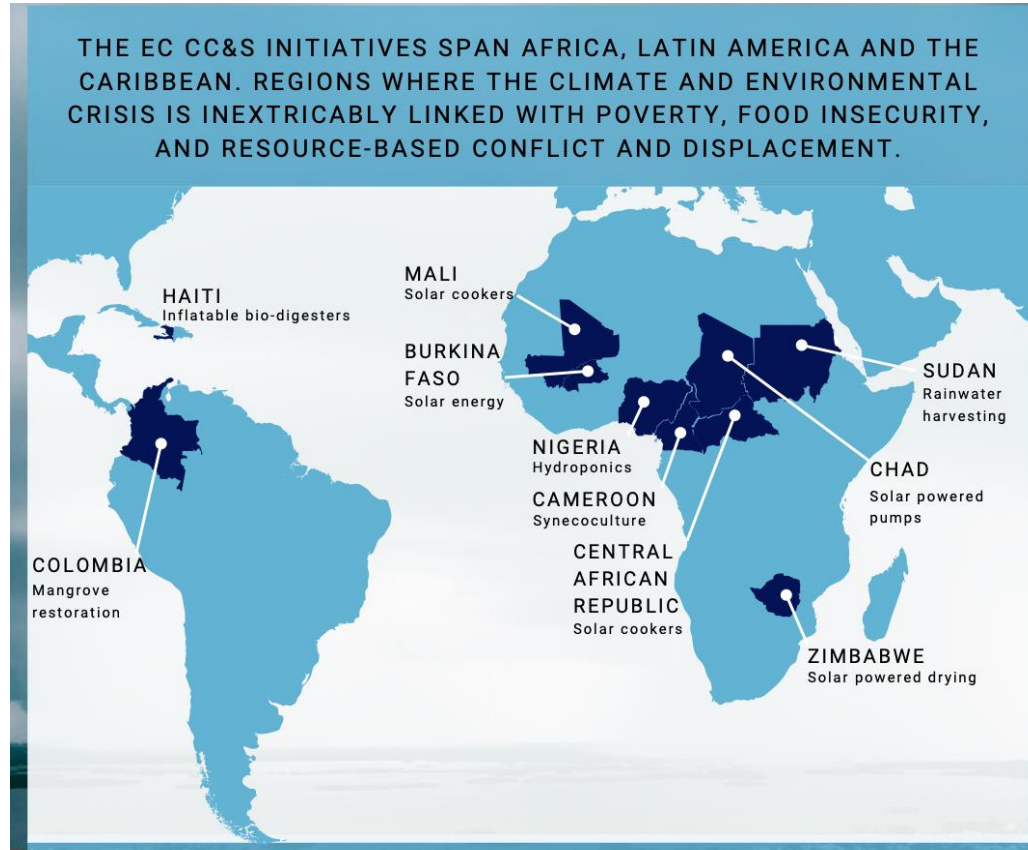 THE EC CC&S INITIATIVES SPAN AFRICA, LATIN AMERICA AND THE
CARIBBEAN. REGIONS WHERE THE CLIMATE AND ENVIRONMENTAL
CRISIS IS INEXTRICABLY LINKED WITH POVERTY, FOOD INSECURITY,
AND RESOURCE-BASED CONFLICT AND DISPLACEMENT.
HAITI
Inflatable bio-digesters
COLOMBIA
Mangrove
restoration
MALI
Solar cookers
BURKINA
FASO
Solar energy
NIGERIA
Hydroponics
CAMEROON
Synecoculture
CENTRAL
AFRICAN
REPUBLIC
Solar cookers
SUDAN
Rainwater
harvesting
CHAD
Solar powered
pumps
ZIMBABWE
Solar powered drying